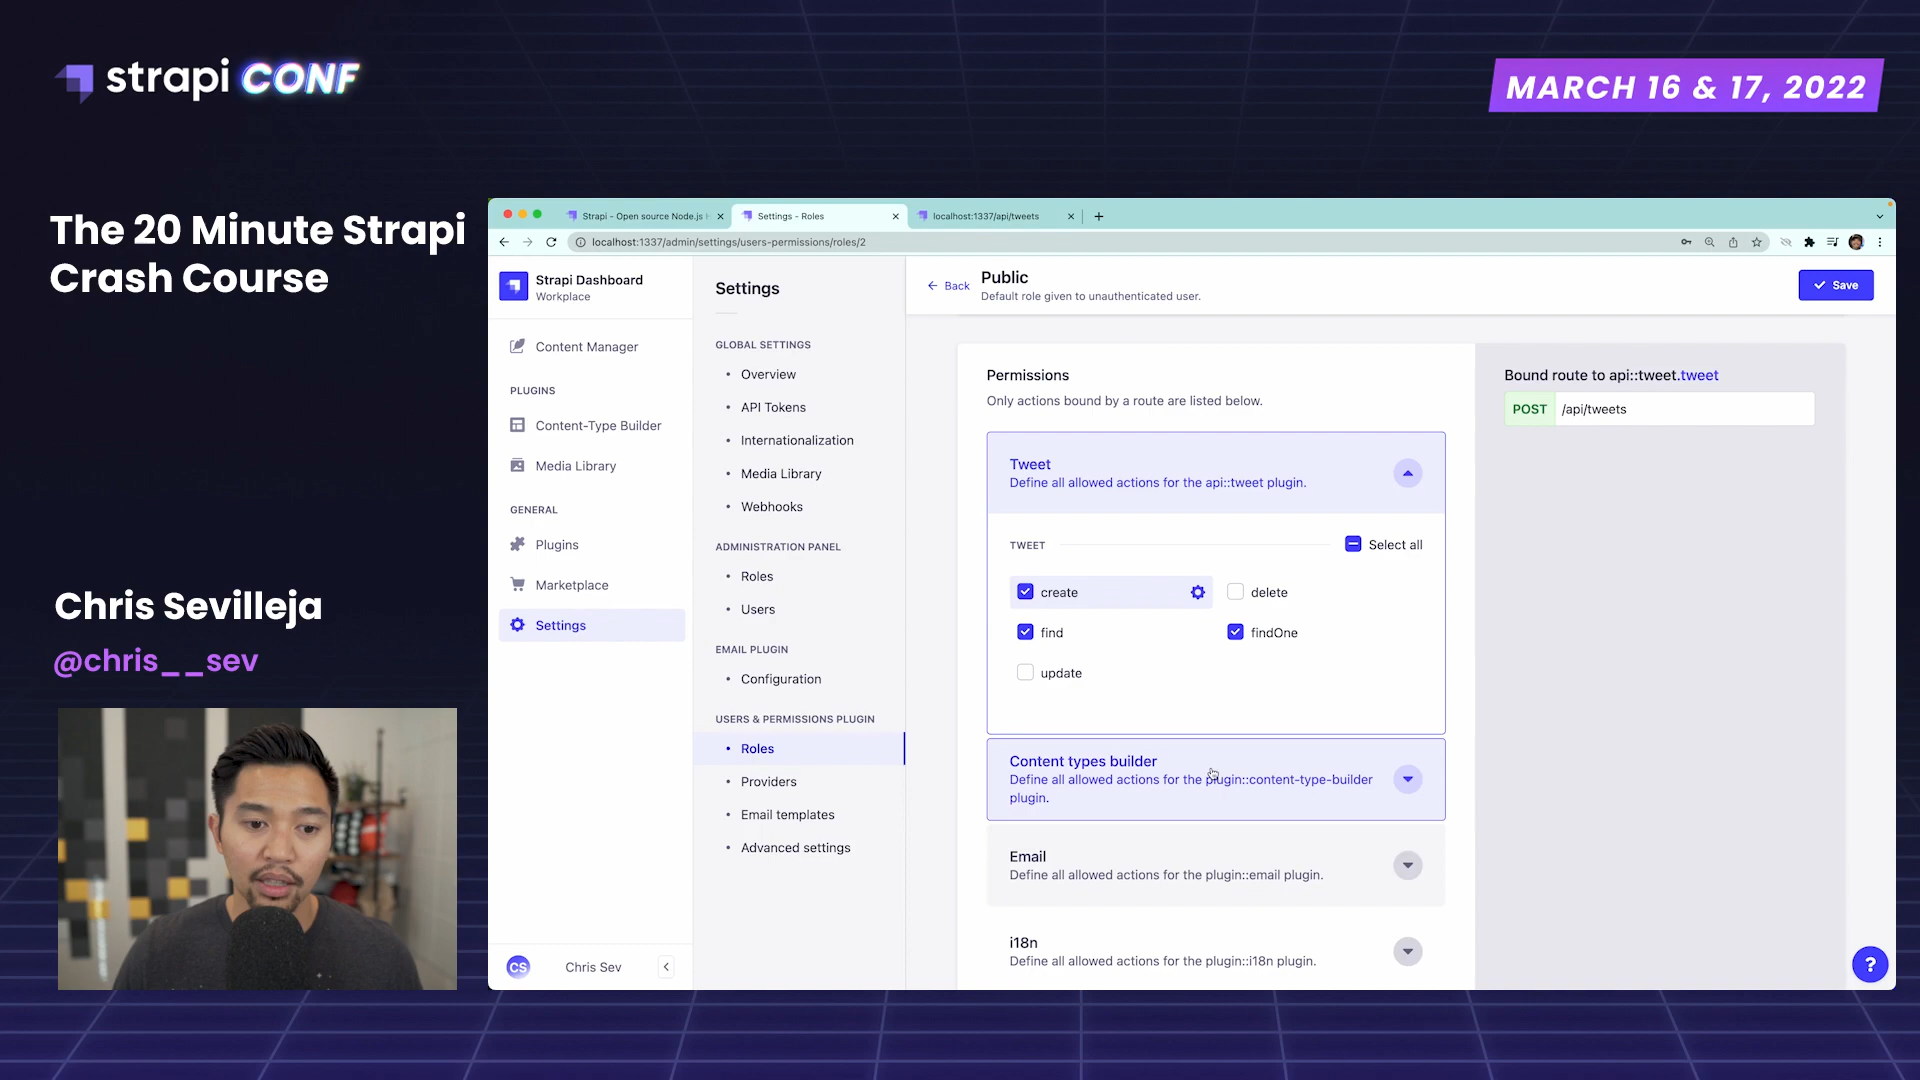 strapi CONF
MARCH 16 & 17, 2022
The 20 Minute Strapi
Crash Course
Chris Sevilleja
@chris__sev
Strapi - Open source Node.js
Settings - Roles
localhost:1337/api/tweets
localhost:1337/admin/settings/users-permissions/roles/2
Strapi Dashboard
Workplace
Content Manager
PLUGINS
Content-Type Builder
Media Library
GENERAL
Plugins
Marketplace
Settings
CS
Chris Sev
Settings
GLOBAL SETTINGS
Overview
API Tokens
Internationalization
Media Library
Webhooks
ADMINISTRATION PANEL
Roles
Users
EMAIL PLUGIN
Configuration
USERS & PERMISSIONS PLUGIN
Roles
Providers
Email templates
Advanced settings
Back
Public
Default role given to unauthenticated user.
Save
Permissions
Only actions bound by a route are listed below.
Tweet
Define all allowed actions for the api::tweet plugin.
TWEET
Select all
create
delete
find
findOne
update
Content types builder
Define all allowed actions for the plugin::content-type-builder
plugin.
Email
Define all allowed actions for the plugin::email plugin.
i18n
Define all allowed actions for the plugin::i18n plugin.
Bound route to api::tweet.tweet
POST /api/tweets
?